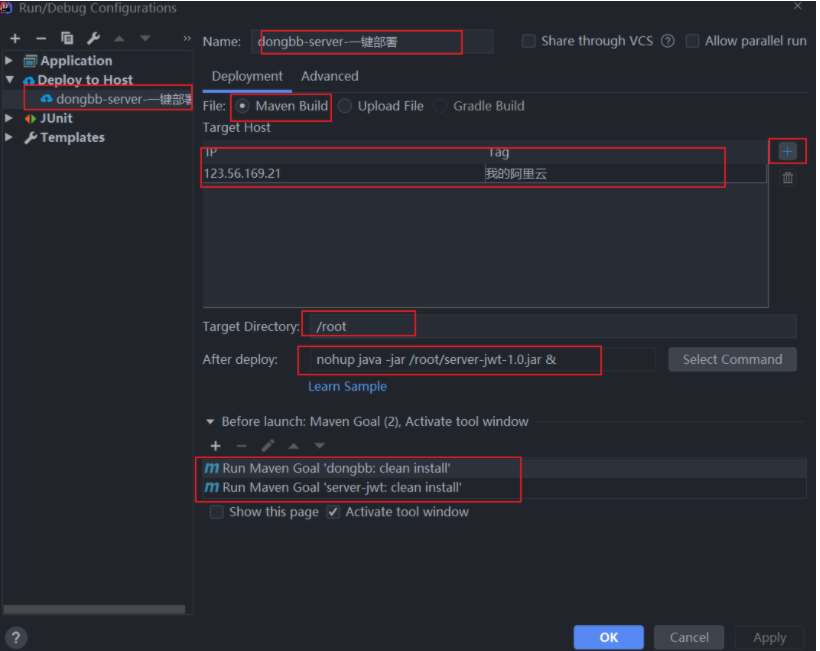 Run/Debug Configurations
Name: dongbb-server-一键部署 Share through VCS Allow parallel run
Application
Deploy to Host
dongbb-server-一键部署
JUnit
Templates
Deployment Advanced
File: Maven Build Upload File Gradle Build
Target Host
IP Tag
123.56.169.21 我的阿里云
Target Directory: /root
After deploy: nohup java -jar /root/server-jwt-1.0.jar & Select Command
Learn Sample
Before launch: Maven Goal (2), Activate tool window
Run Maven Goal 'dongbb: clean install'
Run Maven Goal 'server-jwt: clean install'
Show this page Activate tool window
? OK Cancel Apply